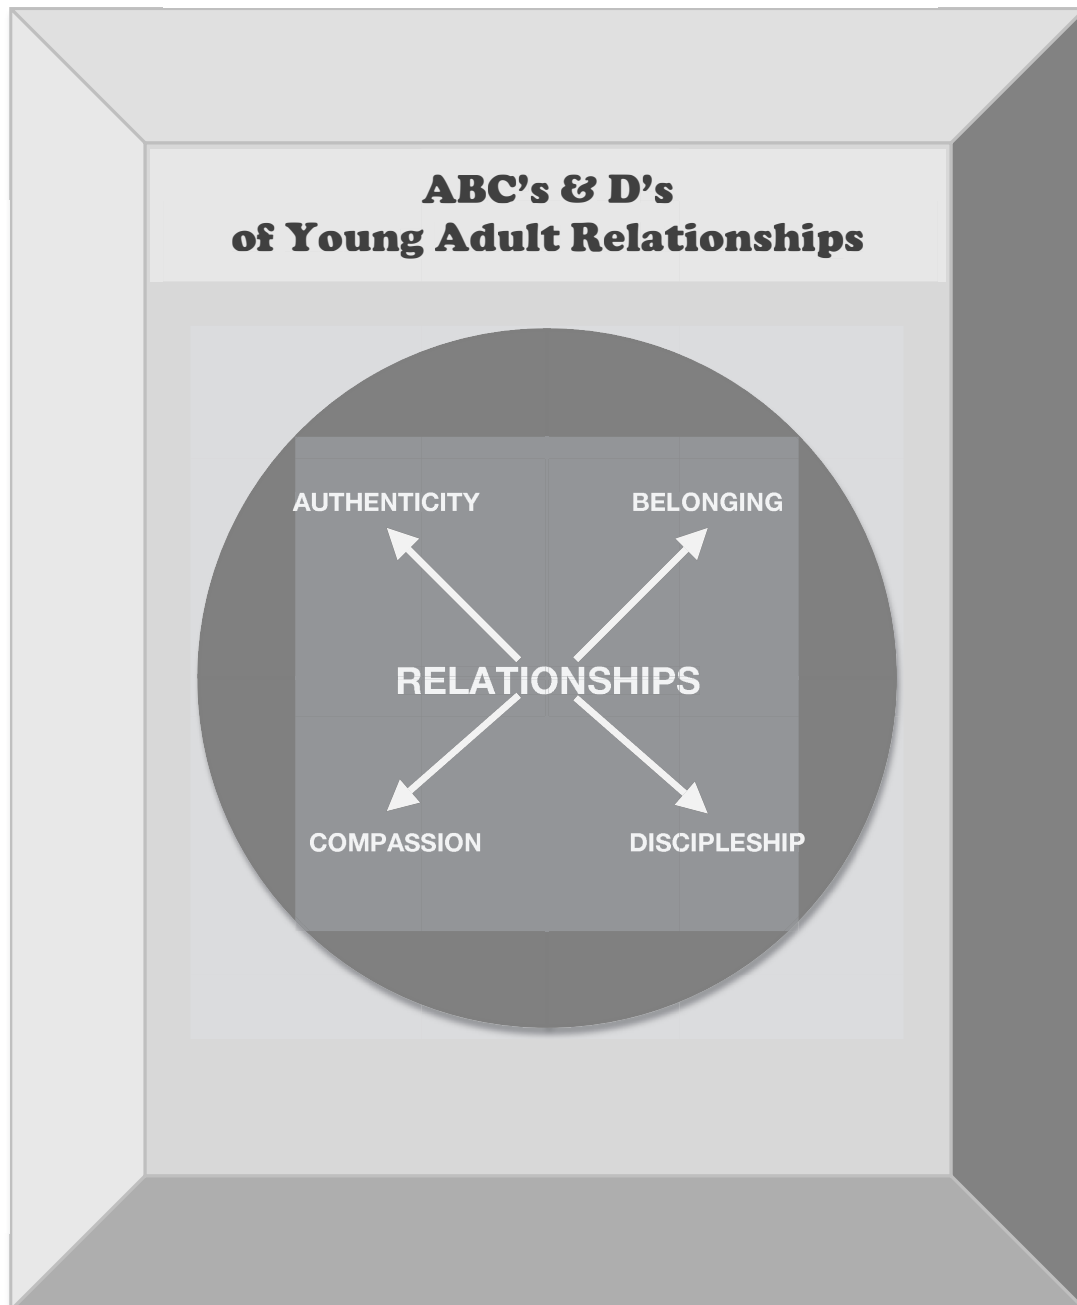 ABC’s & D’s
of Young Adult Relationships
AUTHENTICITY
BELONGING
RELATIONSHIPS
COMPASSION
DISCIPLESHIP